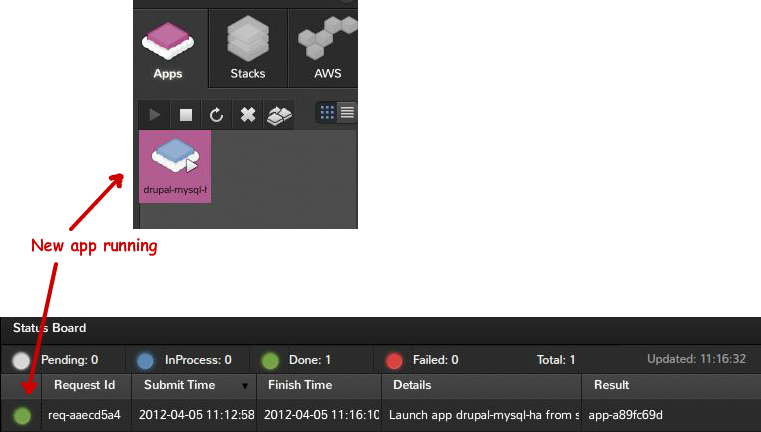 Apps Stacks AWS
drupal-mysql-h
New app running
Status Board
Pending: 0 InProcess: 0 Done: 1 Failed: 0 Total: 1 Updated: 11:16:32
Request Id Submit Time Finish Time Details Result
req-aaecd5a4 2012-04-05 11:12:58 2012-04-05 11:16:10 Launch app drupal-mysql-ha from s app-a89fc69d